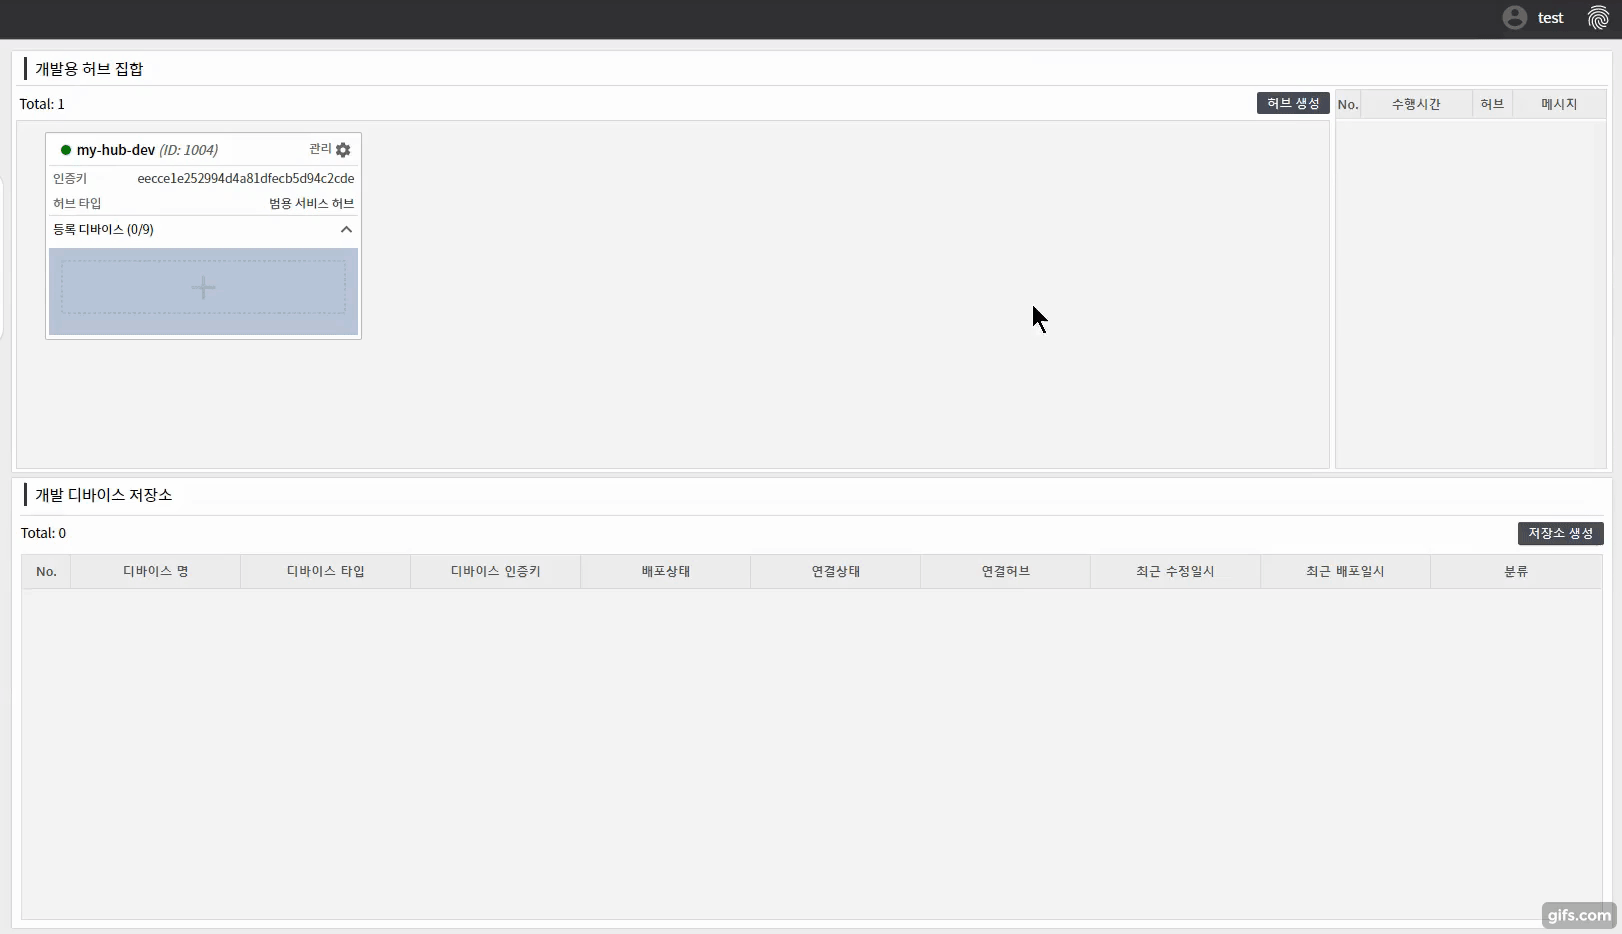 test
개발용 허브 집합
Total: 1
허브 생성
No. 수행시간 허브 메시지
my-hub-dev (ID: 1004) 관리
인증키 eecce1e252994d4a81dfecb5d94c2cde
허브 타입 범용 서비스 허브
등록 디바이스 (0/9)
개발 디바이스 저장소
Total: 0
저장소 생성
No. 디바이스 명 디바이스 타입 디바이스 인증키 배포상태 연결상태 연결허브 최근 수정일시 최근 배포일시 분류
gifs.com